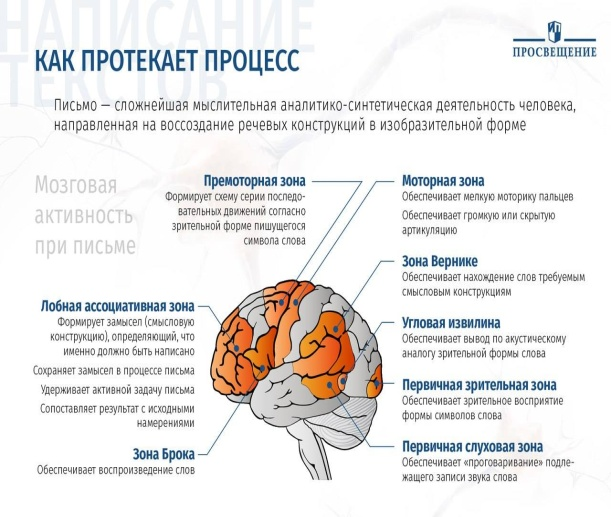 НАПИСАНИЕ
ТЕКСТОВ
КАК ПРОТЕКАЕТ ПРОЦЕСС
ПРОСВЕЩЕНИЕ
Письмо — сложнейшая мыслительная аналитико-синтетическая деятельность человека,
направленная на воссоздание речевых конструкций в изобразительной форме
Мозговая
активность
при письме
Премоторная зона
Формирует схему серии последо-
вательных движений согласно
зрительной форме пишущегося
символа слова
Моторная зона
Обеспечивает мелкую моторику пальцев
Обеспечивает громкую или скрытую
артикуляцию
Зона Вернике
Обеспечивает нахождение слов требуемым
смысловым конструкциям
Лобная ассоциативная зона
Формирует замысел (смысловую
конструкцию), определяющий, что
именно должно быть написано
Сохраняет замысел в процессе письма
Удерживает активной задачу письма
Сопоставляет результат с исходными
намерениями
Угловая извилина
Обеспечивает вывод по акустическому
аналогу зрительной формы слова
Первичная зрительная зона
Обеспечивает зрительное восприятие
формы символов слова
Зона Брока
Обеспечивает воспроизведение слов
Первичная слуховая зона
Обеспечивает «проговаривание» подле-
жащего записи звука слова